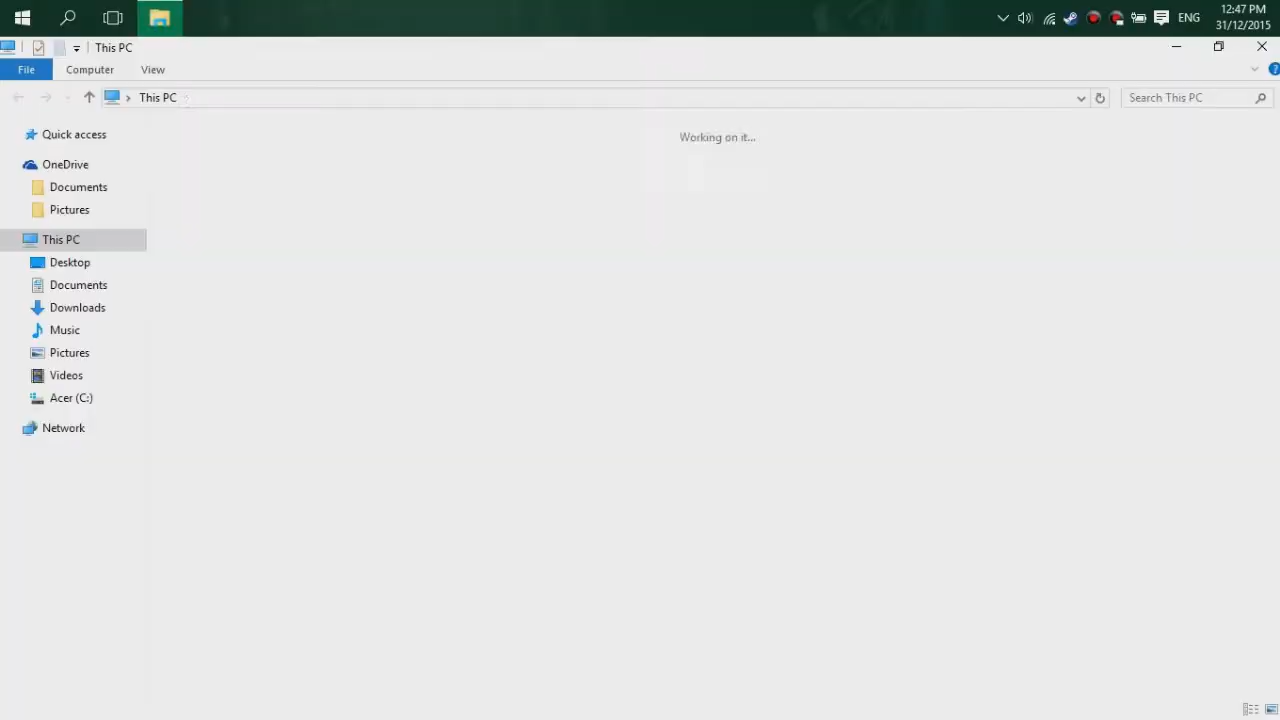 ENG
12:47 PM
31/12/2015
This PC
File
Computer
View
This PC
Search This PC
Quick access
Working on it...
OneDrive
Documents
Pictures
This PC
Desktop
Documents
Downloads
Music
Pictures
Videos
Acer (C:)
Network